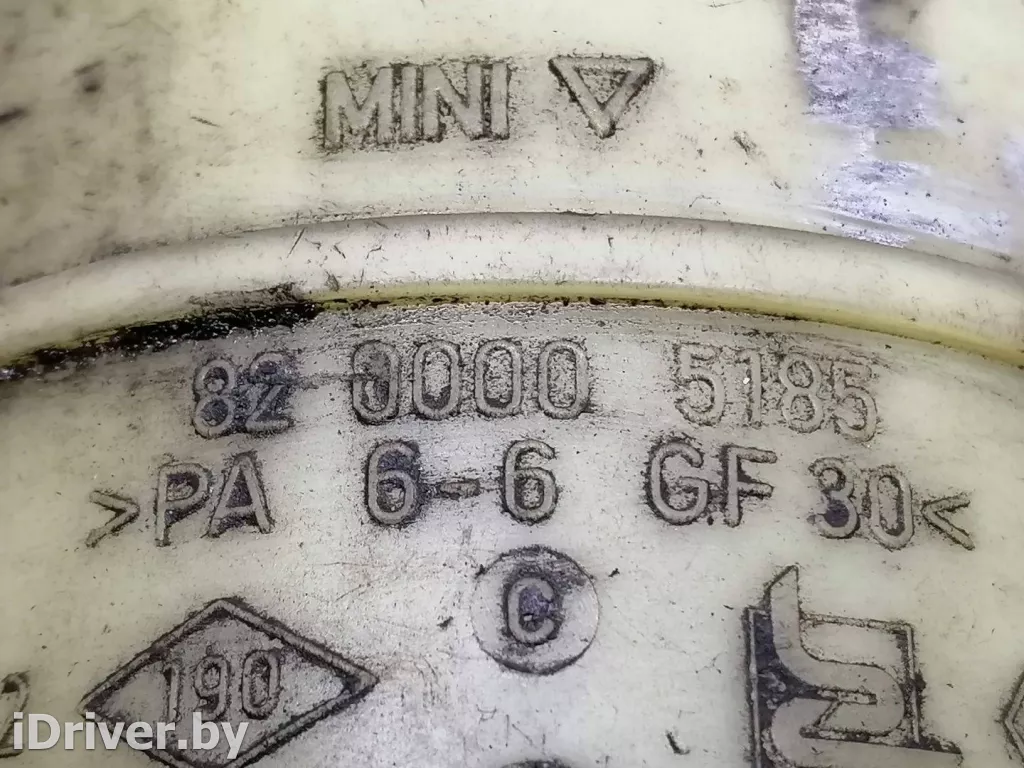 MINI
82 0000 5185
>PA 6-6 GF 30<
C
190
iDriver.by